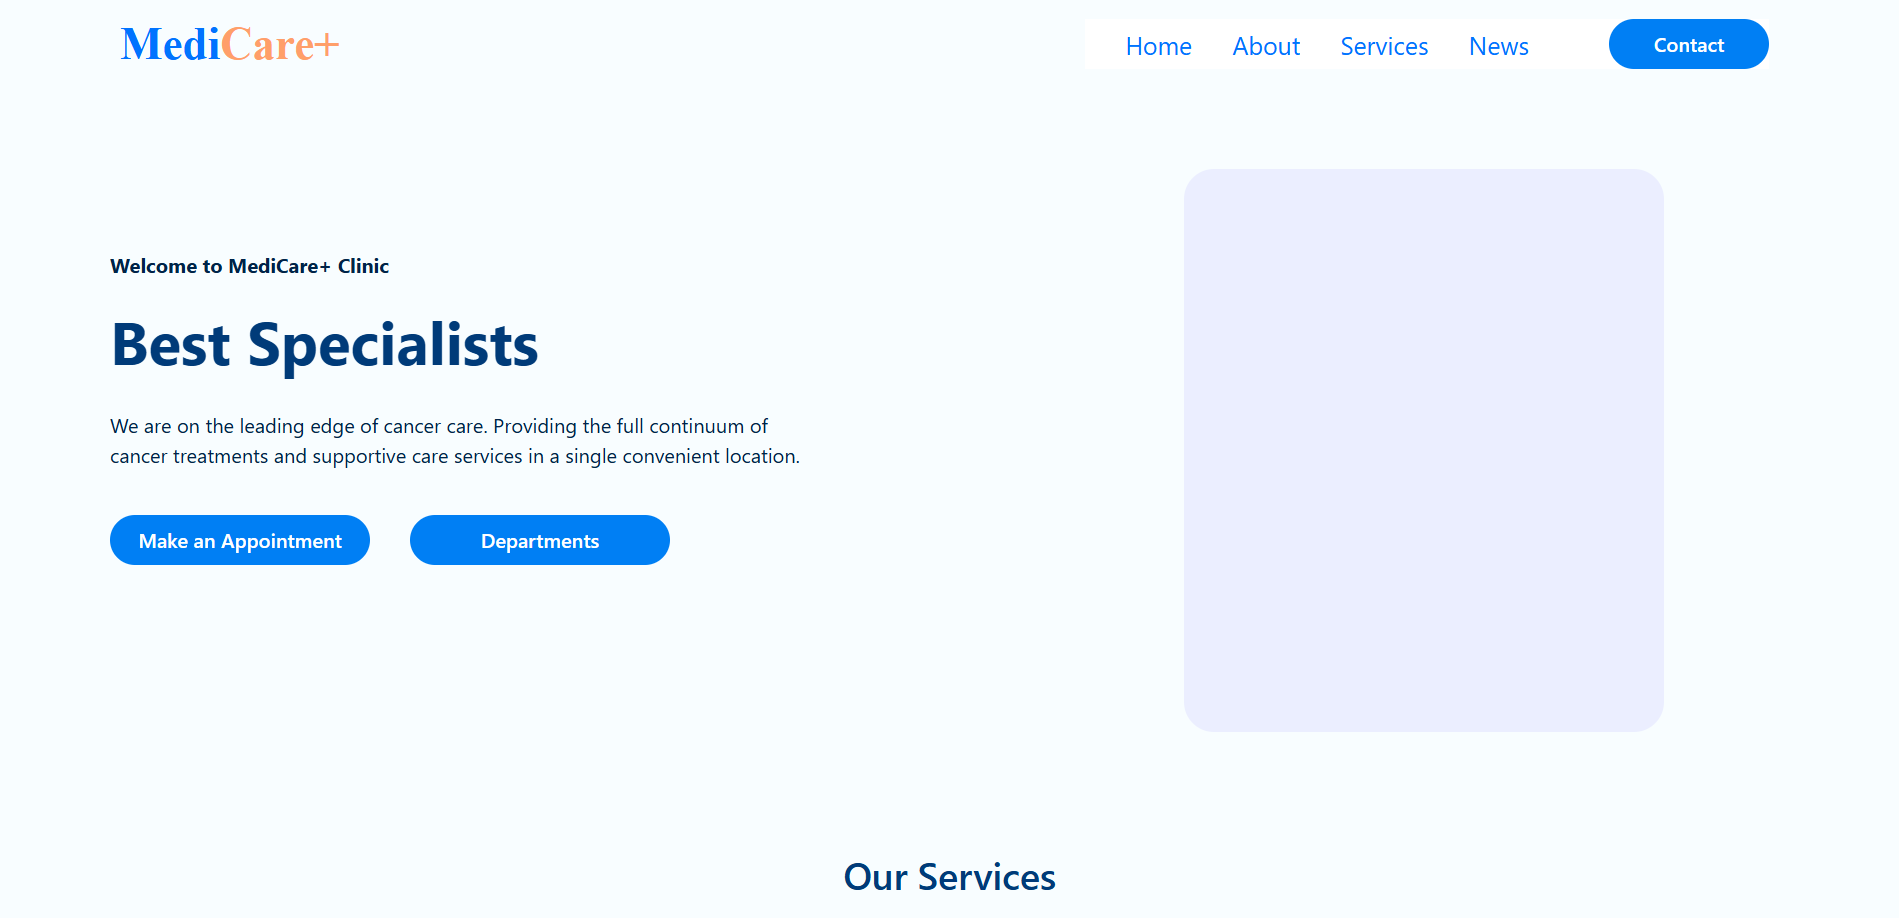 MediCare+
Home About Services News Contact
Welcome to MediCare+ Clinic
Best Specialists
We are on the leading edge of cancer care. Providing the full continuum of
cancer treatments and supportive care services in a single convenient location.
Make an Appointment Departments
Our Services